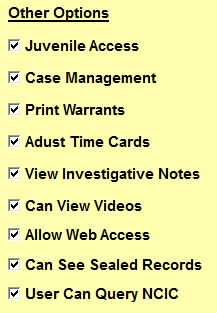 Other Options
Juvenile Access
Case Management
Print Warrants
Adust Time Cards
View Investigative Notes
Can View Videos
Allow Web Access
Can See Sealed Records
User Can Query NCIC